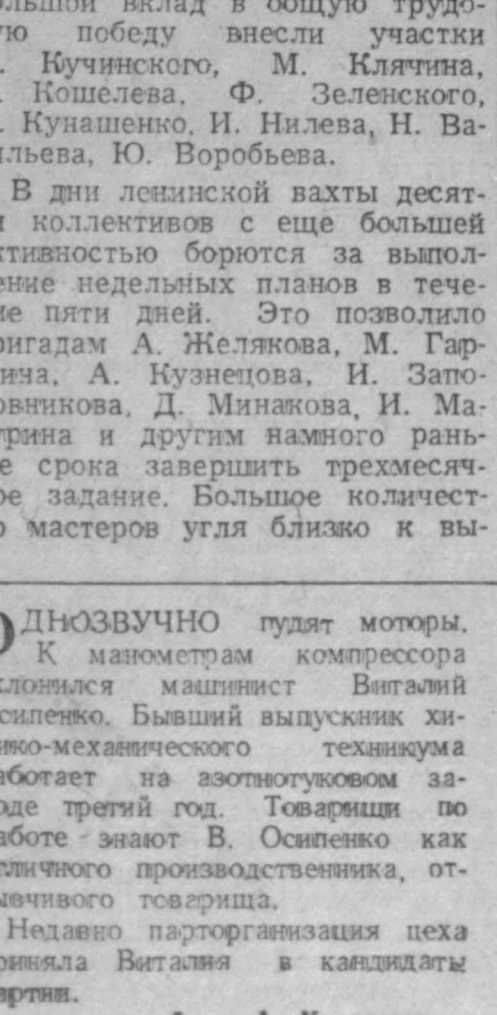 ольшой вклад в общую трудо-
ую победу внесли участки
. Кучинского, М. Клячина,
. Кошелева, Ф. Зеленского,
. Кунашенко, И. Нилева, Н. Ва-
ильева, Ю. Воробьева.
В дни ленинской вахты десят-
и коллективов с еще большей
ктивностью борются за выпол-
ение недельных планов в тече-
ие пяти дней. Это позволило
ригадам А. Желякова, М. Гар-
ича, А. Кузнецова, И. Запо-
овникова, Д. Минакова, И. Ма-
трина и другим намного рань-
е срока завершить трехмесяч-
ое задание. Большое количест-
о мастеров угля близко к вы-
ОДНОЗВУЧНО гудят моторы.
К манометрам компрессора
клонился машинист Виталий
сипенко. Бывший выпускник хи-
ико-механического техникума
аботает на азотнотуковом за-
оде третий год. Товарищи по
аботе знают В. Осипенко как
тличного производственника, от-
ывчивого товарища.
Недавно парторганизация цеха
риняла Виталия в кандидаты
артии.